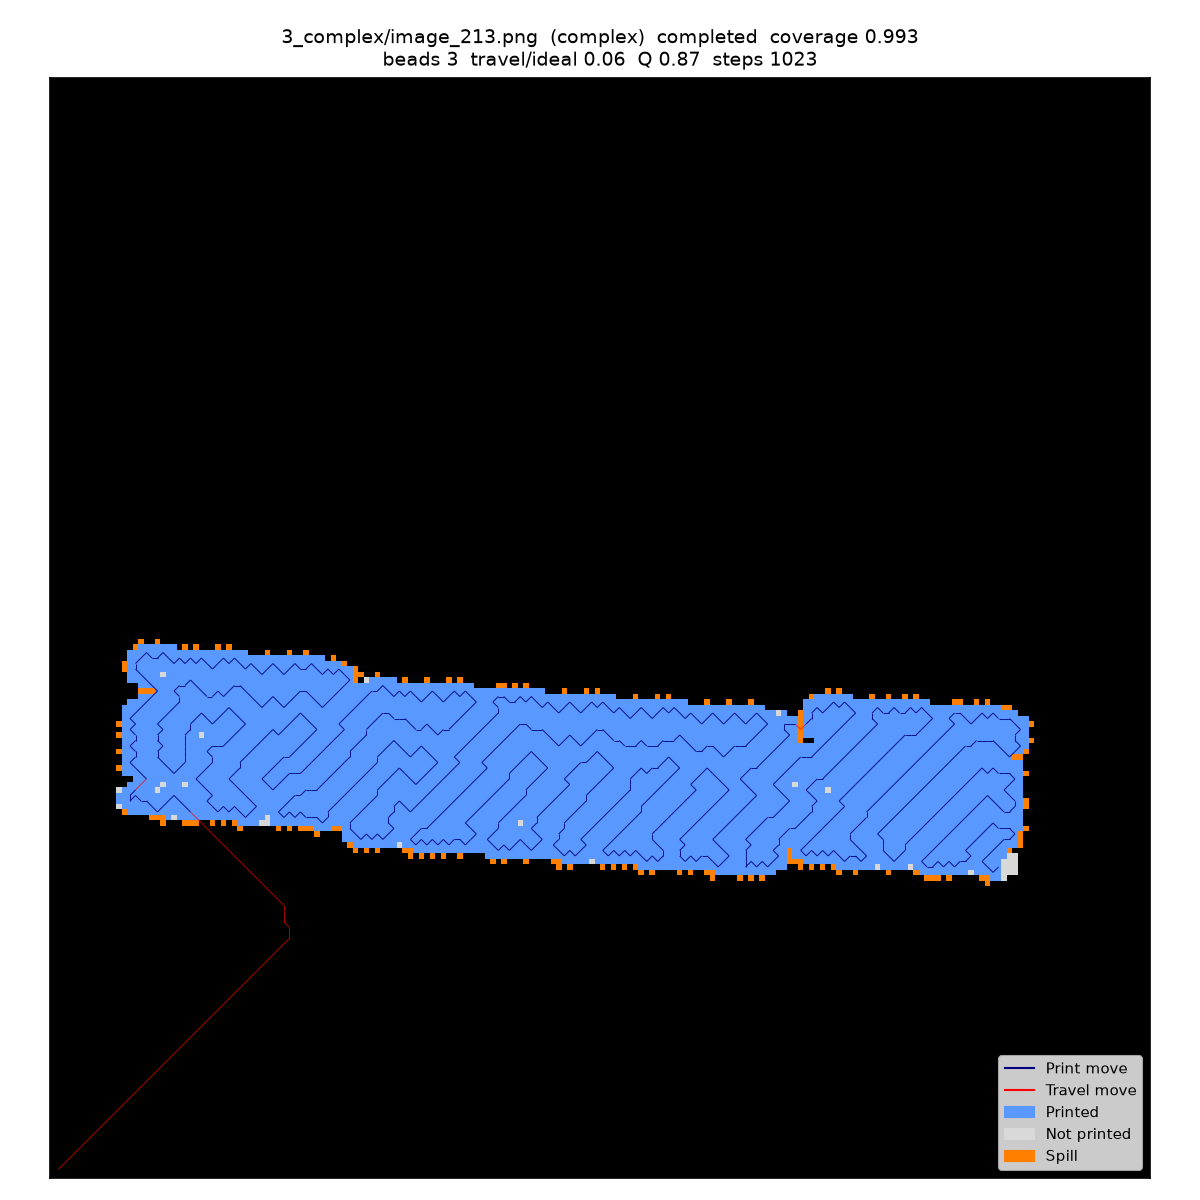 3_complex/image_213.png  (complex)  completed  coverage 0.993
beads 3  travel/ideal 0.06  Q 0.87  steps 1023
Print move
Travel move
Printed
Not printed
Spill